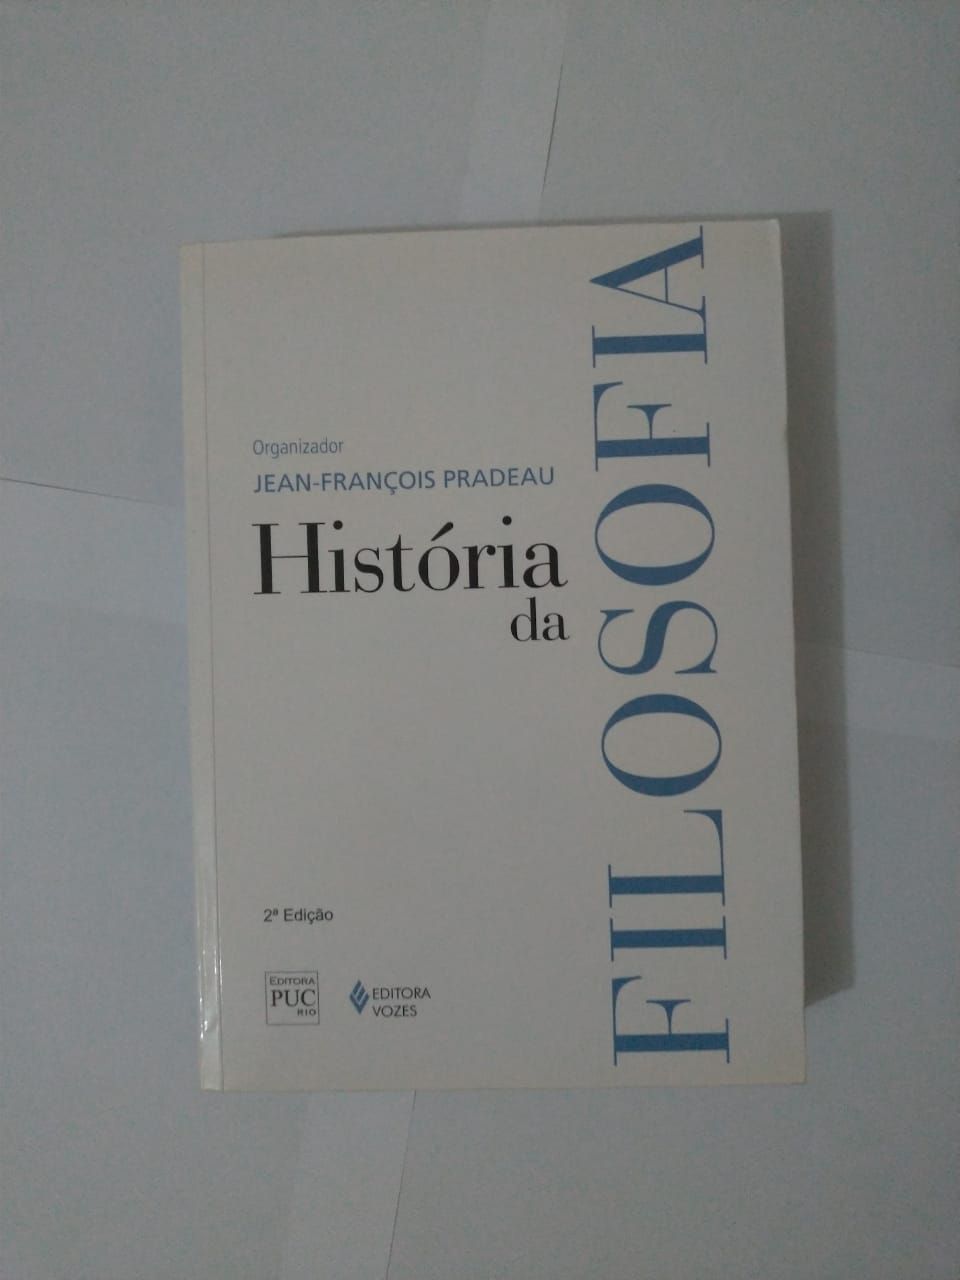 Organizador
JEAN-FRANÇOIS PRADEAU
História
da
FILOSOFIA
2ª Edição
EDITORA
PUC
RIO
EDITORA
VOZES